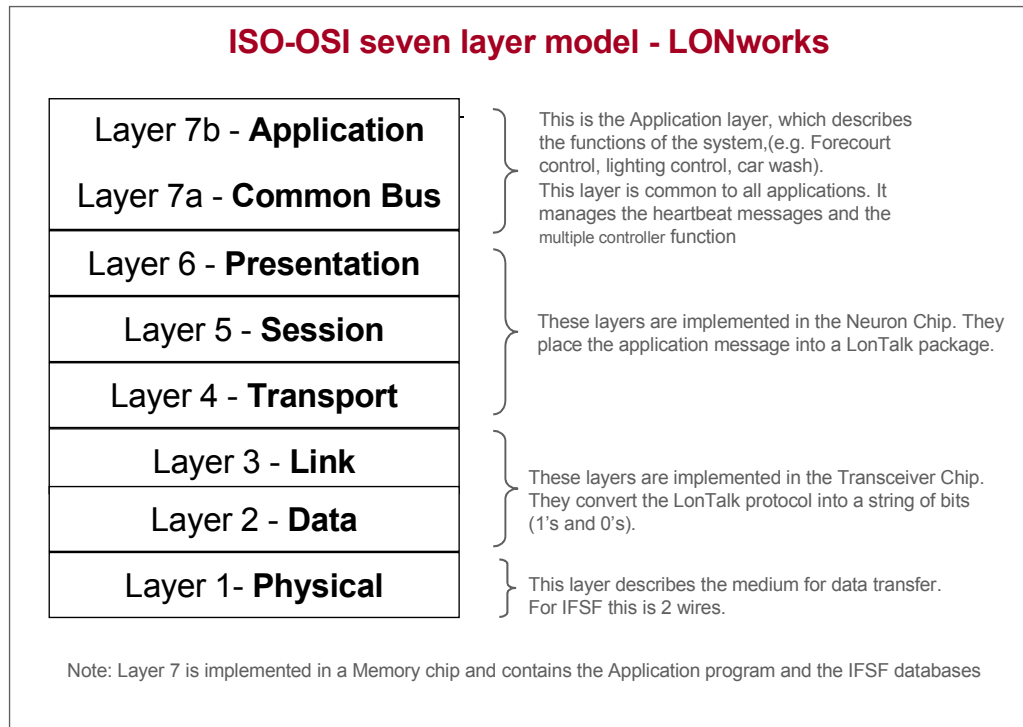 ISO-OSI seven layer model - LONworks
Layer 7b - Application
Layer 7a - Common Bus
This is the Application layer, which describes
the functions of the system,(e.g. Forecourt
control, lighting control, car wash).
This layer is common to all applications. It
manages the heartbeat messages and the
multiple controller function
Layer 6 - Presentation
Layer 5 - Session
Layer 4 - Transport
These layers are implemented in the Neuron Chip. They
place the application message into a LonTalk package.
Layer 3 - Link
Layer 2 - Data
These layers are implemented in the Transceiver Chip.
They convert the LonTalk protocol into a string of bits
(1's and 0's).
Layer 1- Physical
This layer describes the medium for data transfer.
For IFSF this is 2 wires.
Note: Layer 7 is implemented in a Memory chip and contains the Application program and the IFSF databases